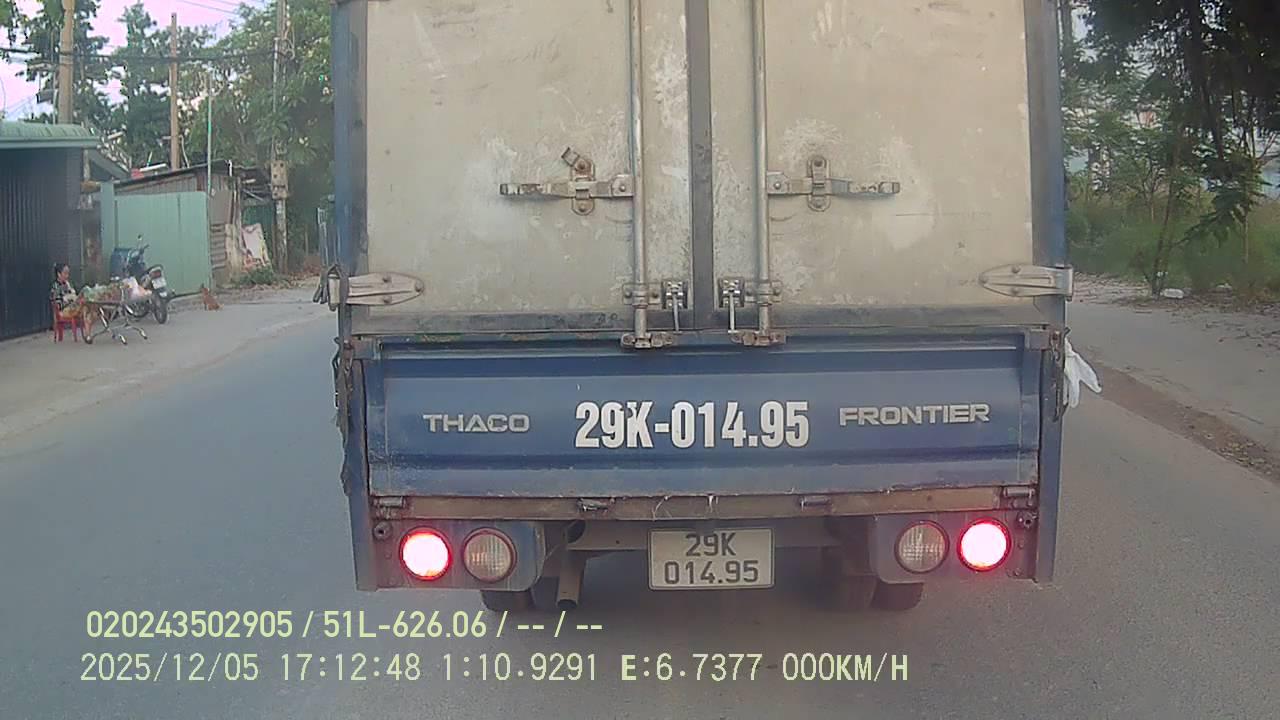 THACO 29K-014.95 FRONTIER
29K
014.95
020243502905 / 51L-626.06 / -- / --
2025/12/05 17:12:48 1:10.9291 E:6.7377 000KM/H